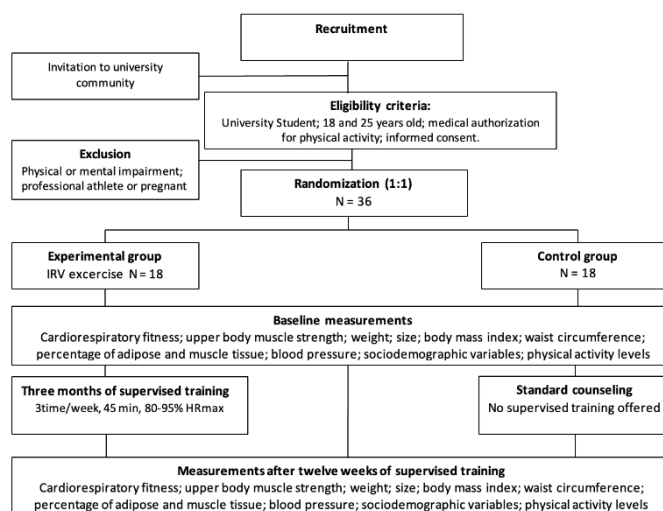 Recruitment
Invitation to university
community
Eligibility criteria:
University Student; 18 and 25 years old; medical authorization
for physical activity; informed consent.
Exclusion
Physical or mental impairment;
professional athlete or pregnant
Randomization (1:1)
N = 36
Experimental group
IRV excercise N = 18
Control group
N = 18
Baseline measurements
Cardiorespiratory fitness; upper body muscle strength; weight; size; body mass index; waist circumference;
percentage of adipose and muscle tissue; blood pressure; sociodemographic variables; physical activity levels
Three months of supervised training
3time/week, 45 min, 80-95% HRmax
Standard counseling
No supervised training offered
Measurements after twelve weeks of supervised training
Cardiorespiratory fitness; upper body muscle strength; weight; size; body mass index; waist circumference;
percentage of adipose and muscle tissue; blood pressure; sociodemographic variables; physical activity levels